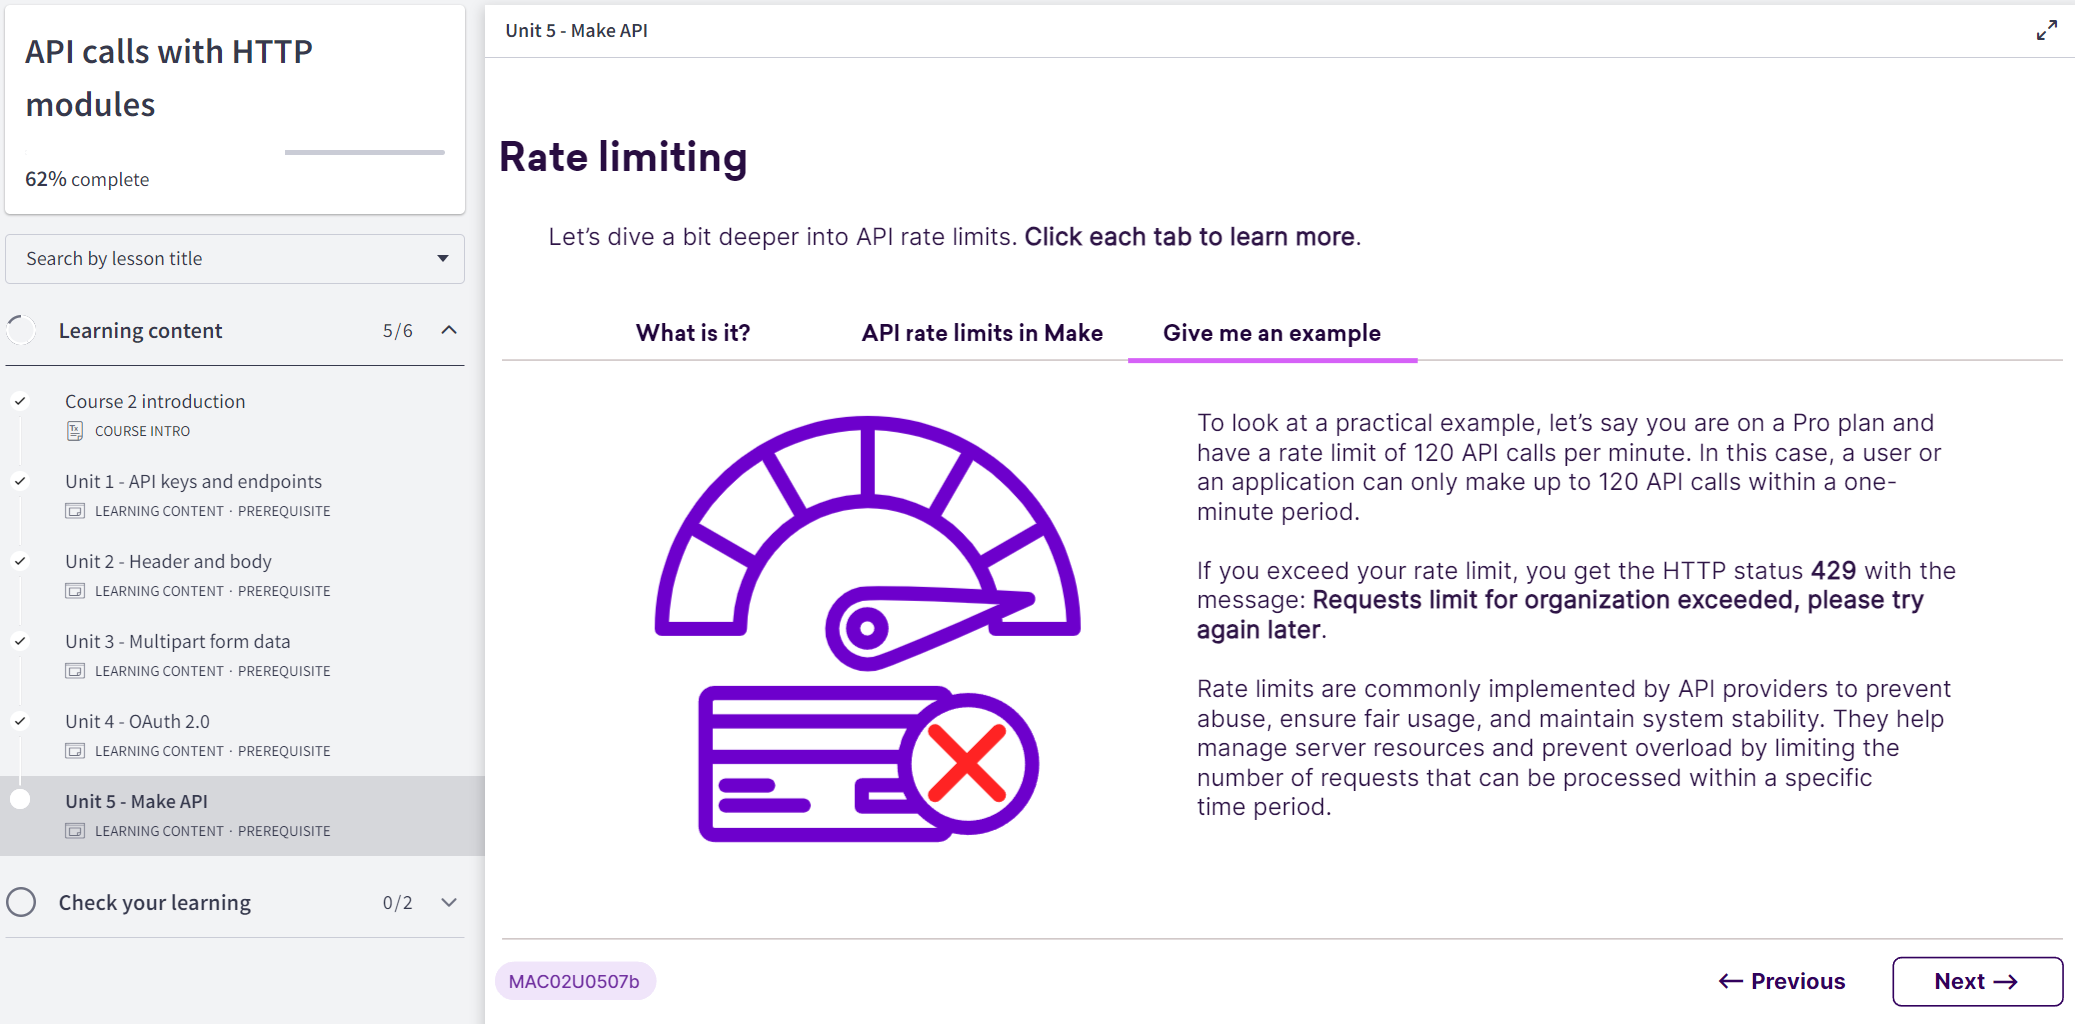 API calls with HTTP
modules
62% complete
Search by lesson title
Learning content 5/6
Course 2 introduction
COURSE INTRO
Unit 1 - API keys and endpoints
LEARNING CONTENT · PREREQUISITE
Unit 2 - Header and body
LEARNING CONTENT · PREREQUISITE
Unit 3 - Multipart form data
LEARNING CONTENT · PREREQUISITE
Unit 4 - OAuth 2.0
LEARNING CONTENT · PREREQUISITE
Unit 5 - Make API
LEARNING CONTENT · PREREQUISITE
Check your learning 0/2
Unit 5 - Make API
Rate limiting
Let’s dive a bit deeper into API rate limits. Click each tab to learn more.
What is it? API rate limits in Make Give me an example
To look at a practical example, let’s say you are on a Pro plan and
have a rate limit of 120 API calls per minute. In this case, a user or
an application can only make up to 120 API calls within a one-
minute period.
If you exceed your rate limit, you get the HTTP status 429 with the
message: Requests limit for organization exceeded, please try
again later.
Rate limits are commonly implemented by API providers to prevent
abuse, ensure fair usage, and maintain system stability. They help
manage server resources and prevent overload by limiting the
number of requests that can be processed within a specific
time period.
MAC02U0507b
← Previous
Next →